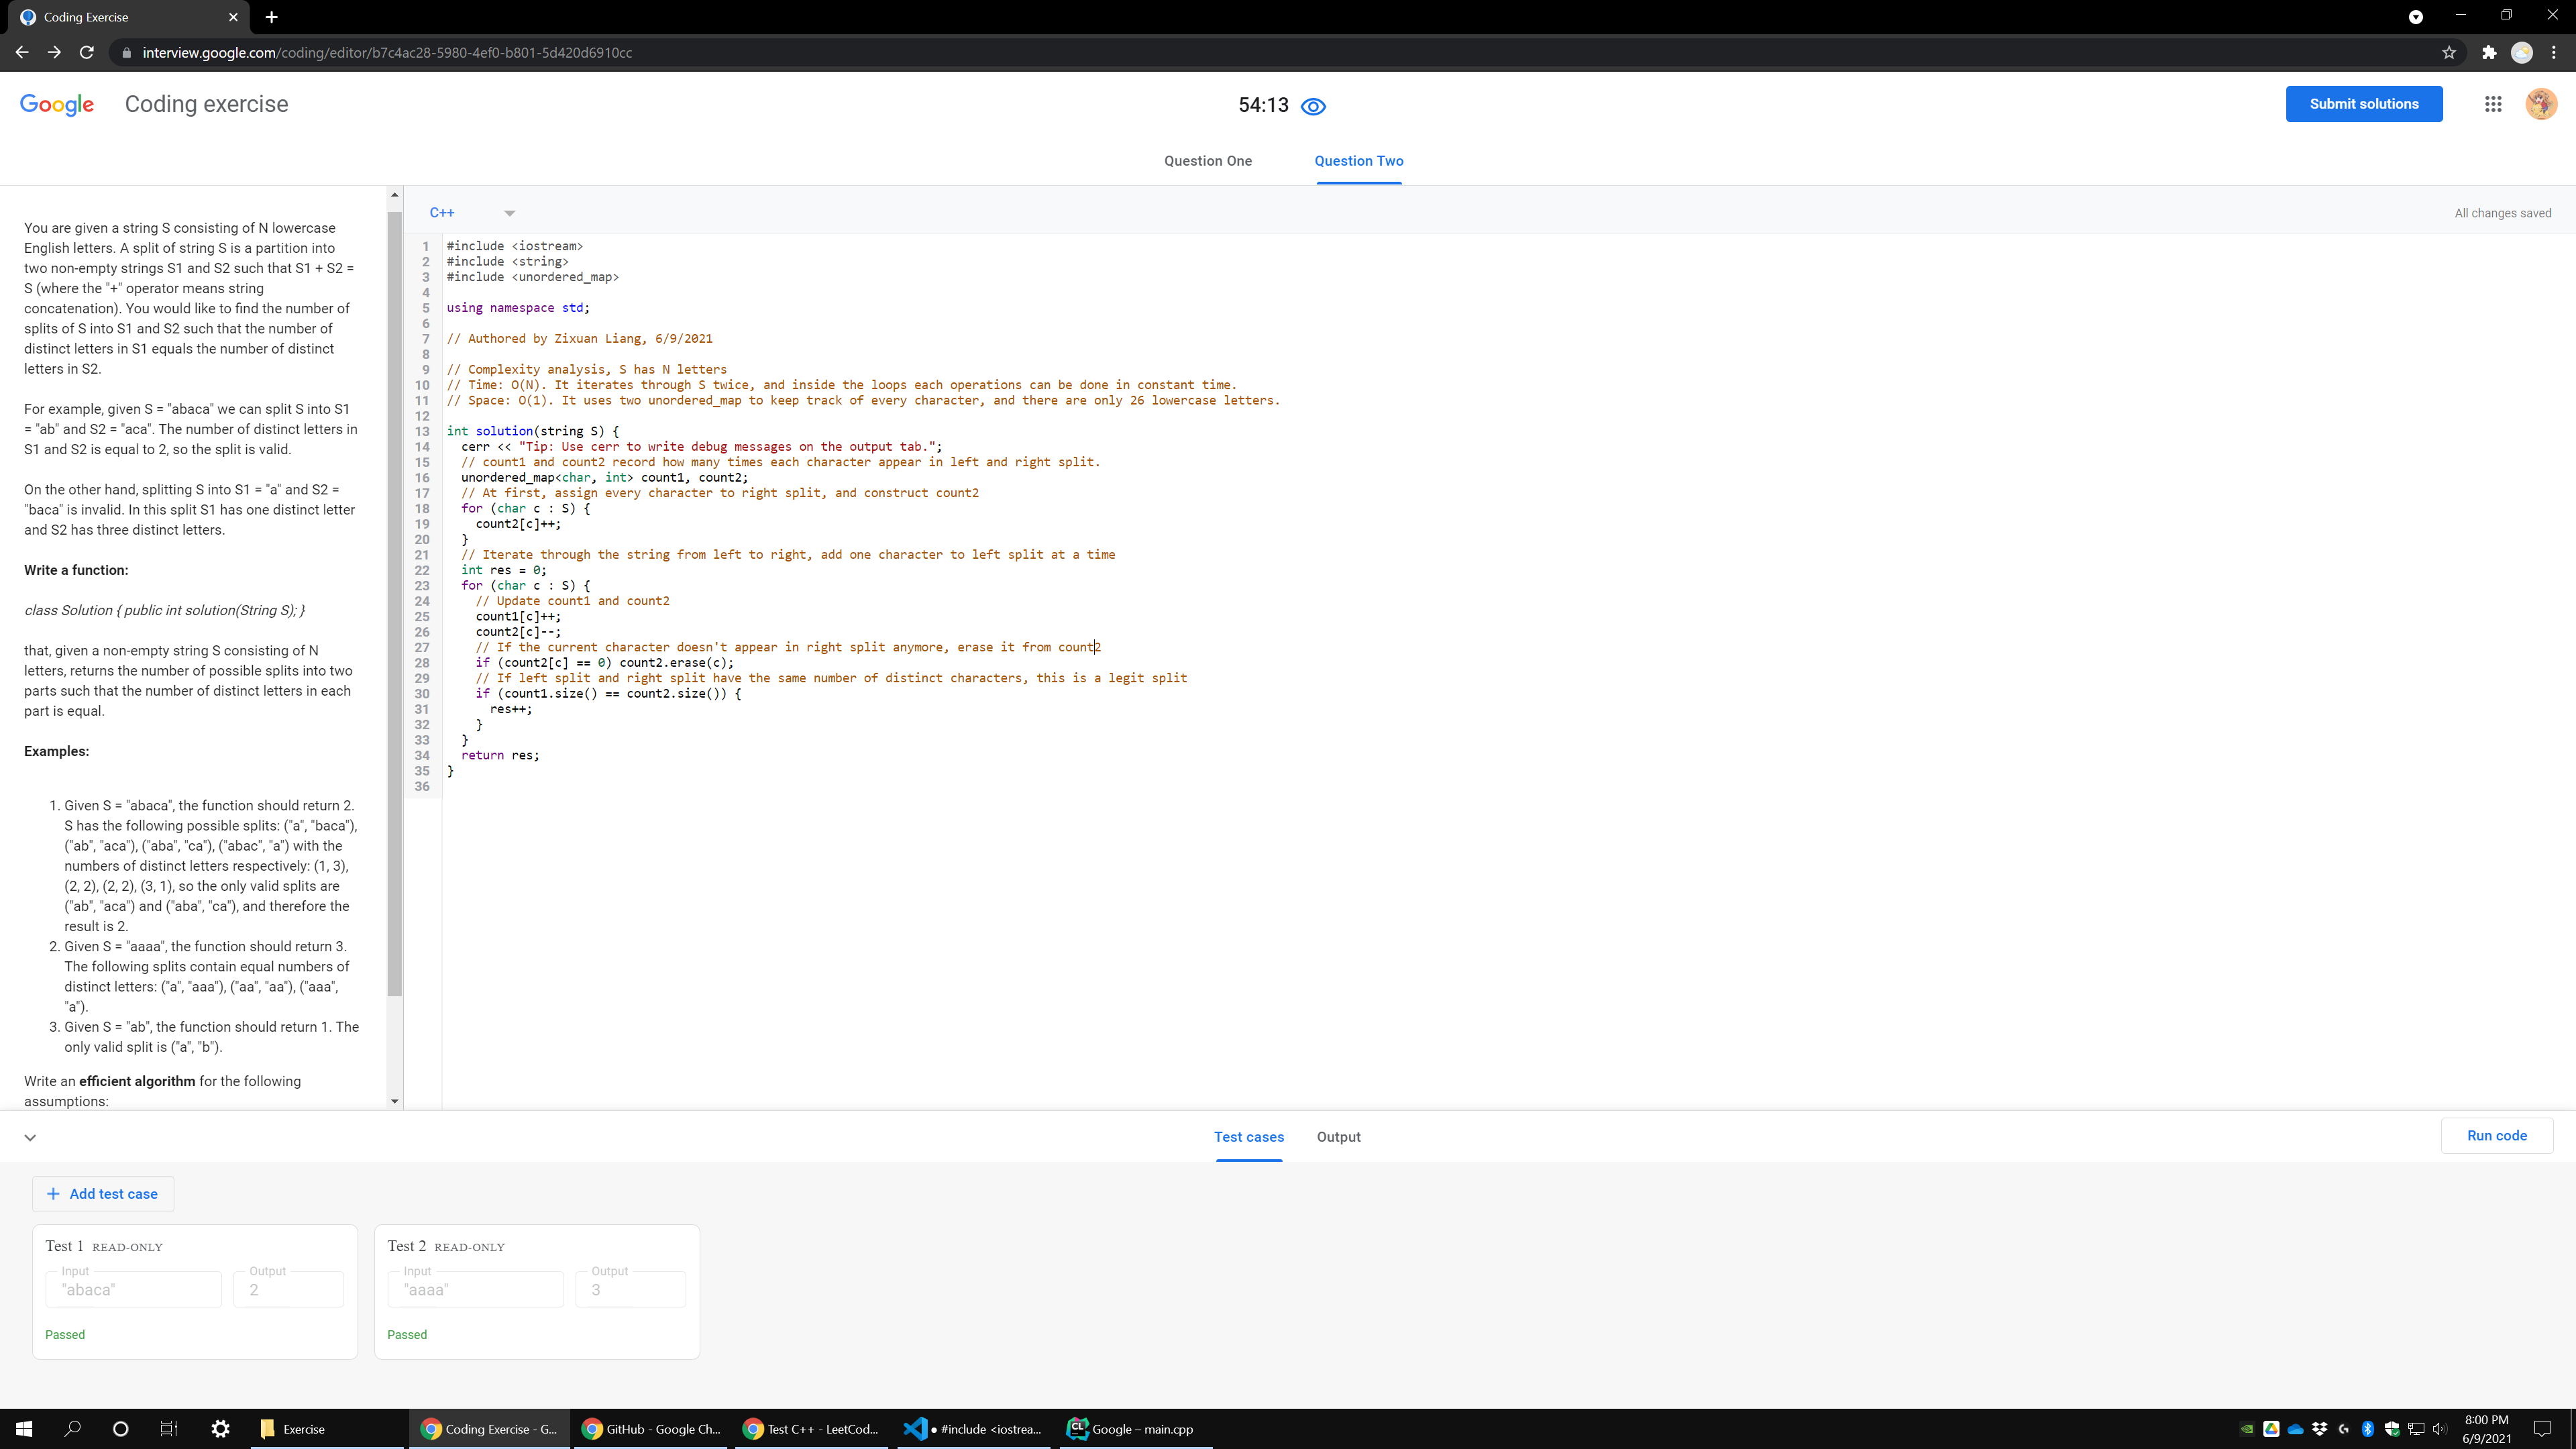 Coding Exercise
interview.google.com/coding/editor/b7c4ac28-5980-4ef0-b801-5d420d6910cc
Google Coding exercise
54:13
Submit solutions
Question One Question Two
You are given a string S consisting of N lowercase
English letters. A split of string S is a partition into
two non-empty strings S1 and S2 such that S1 + S2 =
S (where the "+" operator means string
concatenation). You would like to find the number of
splits of S into S1 and S2 such that the number of
distinct letters in S1 equals the number of distinct
letters in S2.
For example, given S = "abaca" we can split S into S1
= "ab" and S2 = "aca". The number of distinct letters in
S1 and S2 is equal to 2, so the split is valid.
On the other hand, splitting S into S1 = "a" and S2 =
"baca" is invalid. In this split S1 has one distinct letter
and S2 has three distinct letters.
Write a function:
class Solution { public int solution(String S); }
that, given a non-empty string S consisting of N
letters, returns the number of possible splits into two
parts such that the number of distinct letters in each
part is equal.
Examples:
1. Given S = "abaca", the function should return 2.
S has the following possible splits: ("a", "baca"),
("ab", "aca"), ("aba", "ca"), ("abac", "a") with the
numbers of distinct letters respectively: (1, 3),
(2, 2), (2, 2), (3, 1), so the only valid splits are
("ab", "aca") and ("aba", "ca"), and therefore the
result is 2.
2. Given S = "aaaa", the function should return 3.
The following splits contain equal numbers of
distinct letters: ("a", "aaa"), ("aa", "aa"), ("aaa",
"a").
3. Given S = "ab", the function should return 1. The
only valid split is ("a", "b").
Write an efficient algorithm for the following
assumptions:
C++
All changes saved
1 #include <iostream>
2 #include <string>
3 #include <unordered_map>
4
5 using namespace std;
6
7 // Authored by Zixuan Liang, 6/9/2021
8
9 // Complexity analysis, S has N letters
10 // Time: O(N). It iterates through S twice, and inside the loops each operations can be done in constant time.
11 // Space: O(1). It uses two unordered_map to keep track of every character, and there are only 26 lowercase letters.
12
13 int solution(string S) {
14 cerr << "Tip: Use cerr to write debug messages on the output tab.";
15 // count1 and count2 record how many times each character appear in left and right split.
16 unordered_map<char, int> count1, count2;
17 // At first, assign every character to right split, and construct count2
18 for (char c : S) {
19 count2[c]++;
20 }
21 // Iterate through the string from left to right, add one character to left split at a time
22 int res = 0;
23 for (char c : S) {
24 // Update count1 and count2
25 count1[c]++;
26 count2[c]--;
27 // If the current character doesn't appear in right split anymore, erase it from count2
28 if (count2[c] == 0) count2.erase(c);
29 // If left split and right split have the same number of distinct characters, this is a legit split
30 if (count1.size() == count2.size()) {
31 res++;
32 }
33 }
34 return res;
35 }
36
Test cases Output
Run code
+ Add test case
Test 1 READ-ONLY
Input Output
"abaca" 2
Passed
Test 2 READ-ONLY
Input Output
"aaaa" 3
Passed
Exercise
Coding Exercise - G...
GitHub - Google Ch...
Test C++ - LeetCod...
● #include <iostrea...
CL Google – main.cpp
8:00 PM
6/9/2021